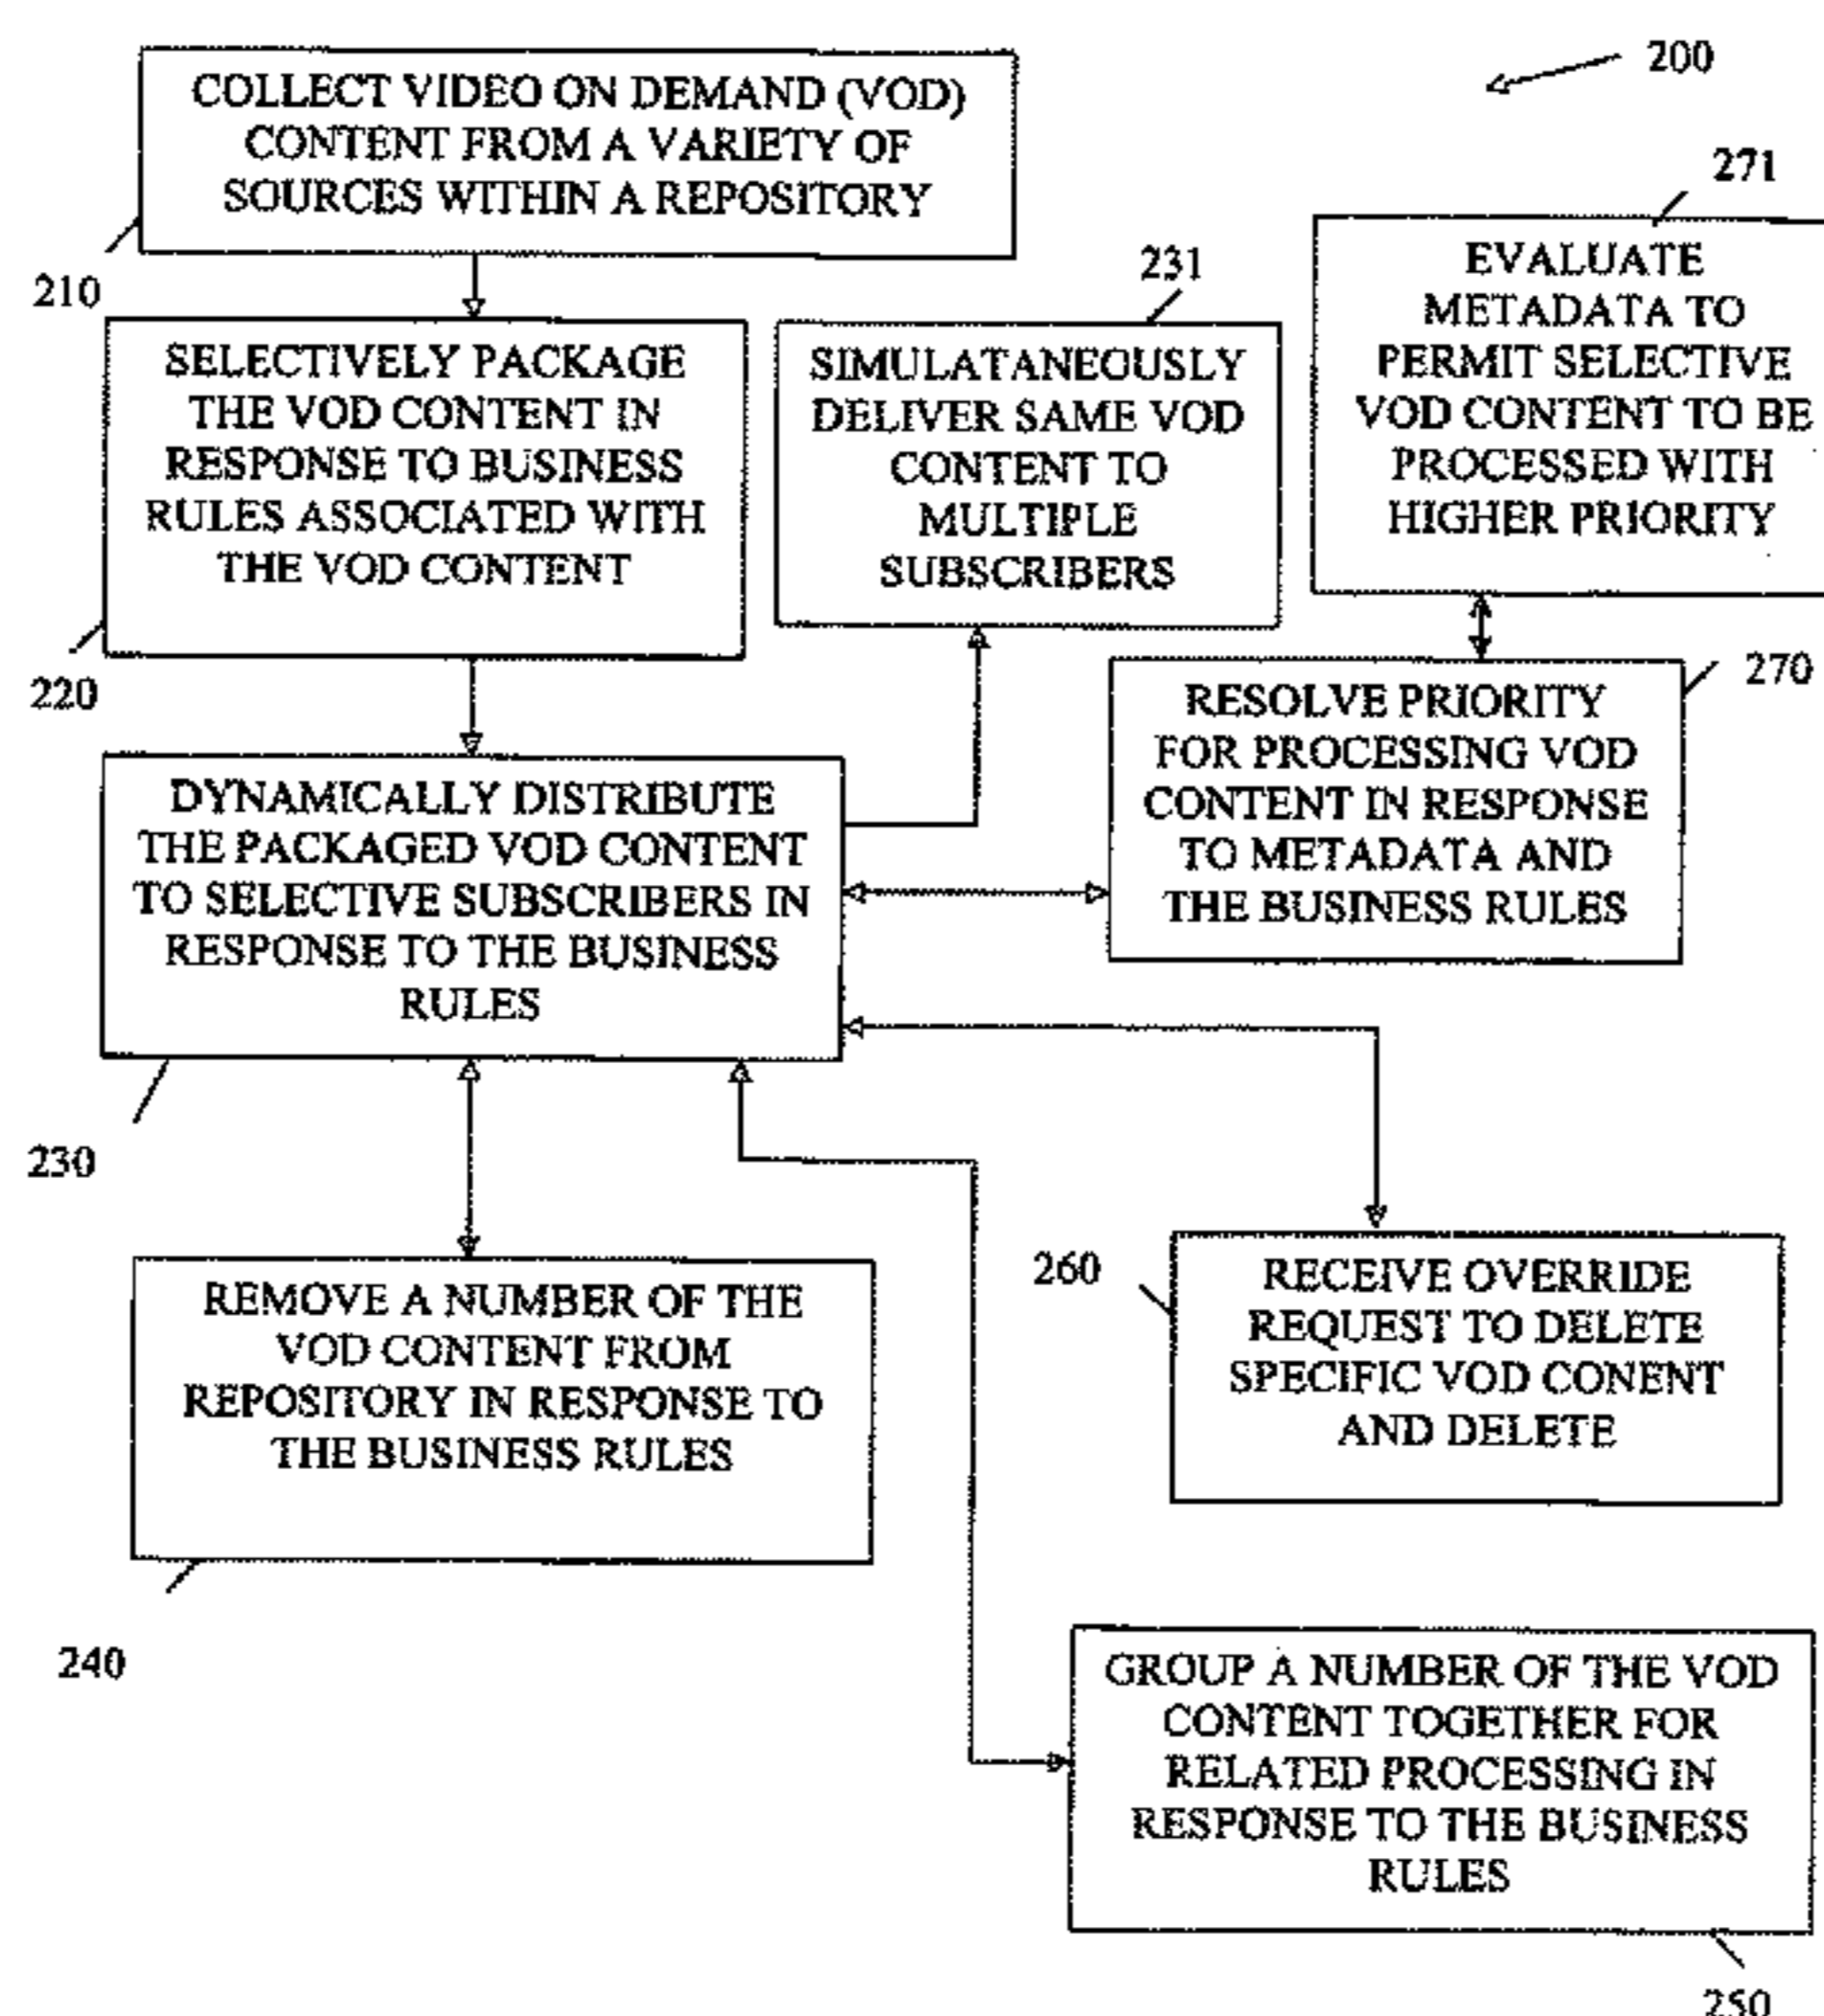 200
COLLECT VIDEO ON DEMAND (VOD)
CONTENT FROM A VARIETY OF
SOURCES WITHIN A REPOSITORY
210
271
EVALUATE
METADATA TO
PERMIT SELECTIVE
VOD CONTENT TO BE
PROCESSED WITH
HIGHER PRIORITY
231
SIMULATANEOUSLY
DELIVER SAME VOD
CONTENT TO
MULTIPLE
SUBSCRIBERS
SELECTIVELY PACKAGE
THE VOD CONTENT IN
RESPONSE TO BUSINESS
RULES ASSOCIATED WITH
THE VOD CONTENT
220
270
RESOLVE PRIORITY
FOR PROCESSING VOD
CONTENT IN RESPONSE
TO METADATA AND
THE BUSINESS RULES
DYNAMICALLY DISTRIBUTE
THE PACKAGED VOD CONTENT
TO SELECTIVE SUBSCRIBERS IN
RESPONSE TO THE BUSINESS
RULES
230
REMOVE A NUMBER OF THE
VOD CONTENT FROM
REPOSITORY IN RESPONSE TO
THE BUSINESS RULES
240
260
RECEIVE OVERRIDE
REQUEST TO DELETE
SPECIFIC VOD CONENT
AND DELETE
GROUP A NUMBER OF THE VOD
CONTENT TOGETHER FOR
RELATED PROCESSING IN
RESPONSE TO THE BUSINESS
RULES
250